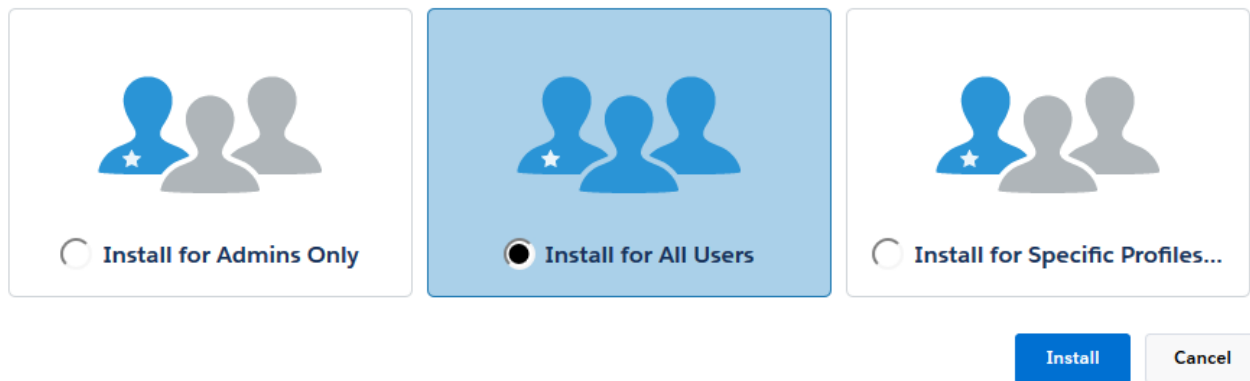 Install for Admins Only
Install for All Users
Install for Specific Profiles...
Install
Cancel